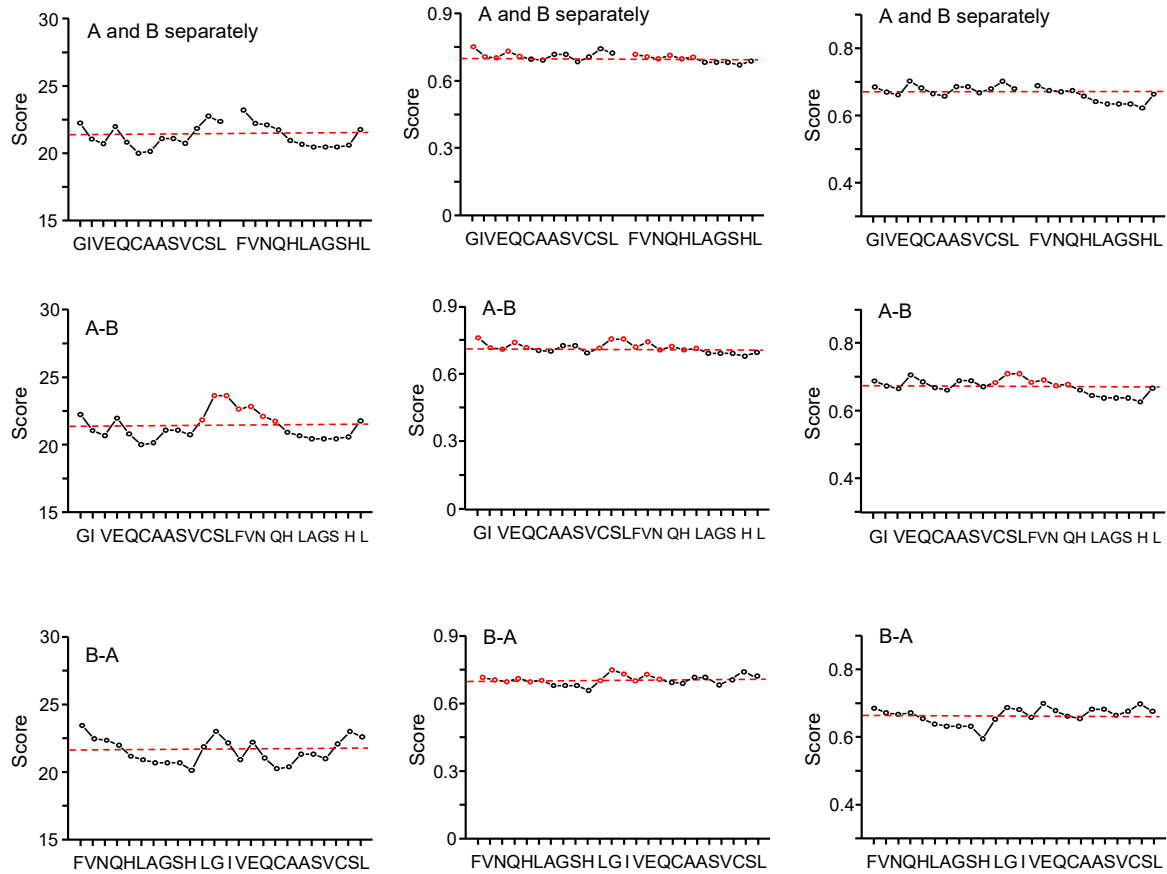 A and B separately
30
25
20
15
Score
GIVEQCAASVCSL FVNQHLAGSHL
A and B separately
0.9
0.6
0.3
0
Score
GIVEQCAASVCSL FVNQHLAGSHL
A and B separately
0.8
0.6
0.4
Score
GIVEQCAASVCSL FVNQHLAGSHL
A-B
30
25
20
15
Score
GI VEQCAASVCSLFVN QH LAGS H L
A-B
0.9
0.6
0.3
0
Score
GI VEQCAASVCSLFVN QH LAGS H L
A-B
0.8
0.6
0.4
Score
GI VEQCAASVCSLFVN QH LAGS H L
B-A
30
25
20
15
Score
FVNQHLAGSH LG I VEQCAASVCSL
B-A
0.9
0.6
0.3
0
Score
FVNQHLAGSH LG I VEQCAASVCSL
B-A
0.8
0.6
0.4
Score
FVNQHLAGSH LG I VEQCAASVCSL